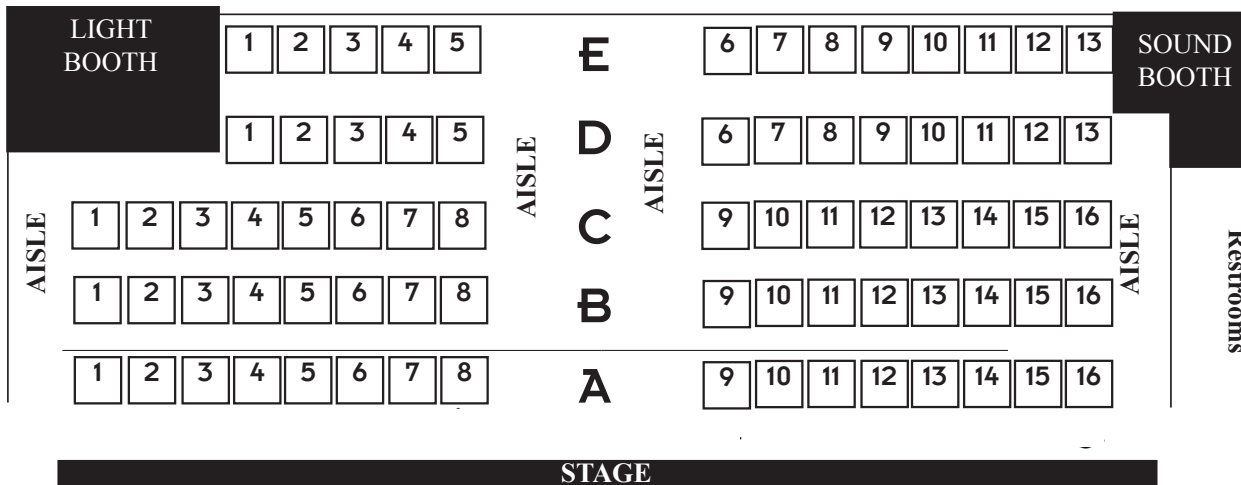 LIGHT
BOOTH
1 2 3 4 5 E 6 7 8 9 10 11 12 13
SOUND
BOOTH
1 2 3 4 5 D 6 7 8 9 10 11 12 13
AISLE
AISLE
1 2 3 4 5 6 7 8 C 9 10 11 12 13 14 15 16
AISLE
AISLE
Restrooms
1 2 3 4 5 6 7 8 B 9 10 11 12 13 14 15 16
1 2 3 4 5 6 7 8 A 9 10 11 12 13 14 15 16
STAGE